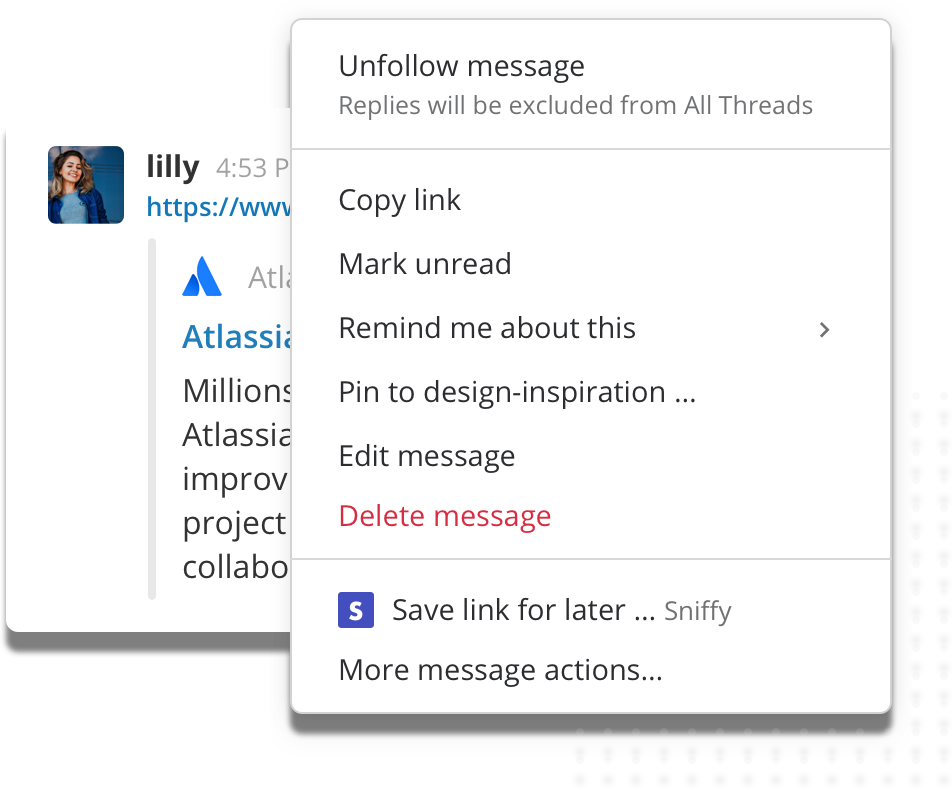 Unfollow message
Replies will be excluded from All Threads
lilly 4:53 P
https://www
Atla
Atlassia
Millions
Atlassia
improv
project
collabo
Copy link
Mark unread
Remind me about this
Pin to design-inspiration ...
Edit message
Delete message
S Save link for later ... Sniffy
More message actions...